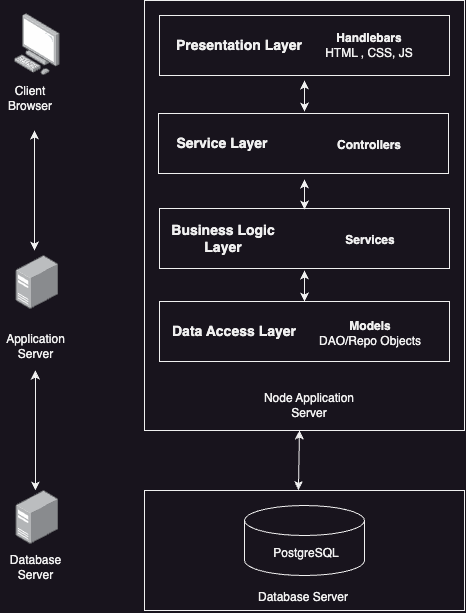 Client
Browser
Application
Server
Database
Server
Presentation Layer
Handlebars
HTML , CSS, JS
Service Layer
Controllers
Business Logic
Layer
Services
Data Access Layer
Models
DAO/Repo Objects
Node Application
Server
PostgreSQL
Database Server